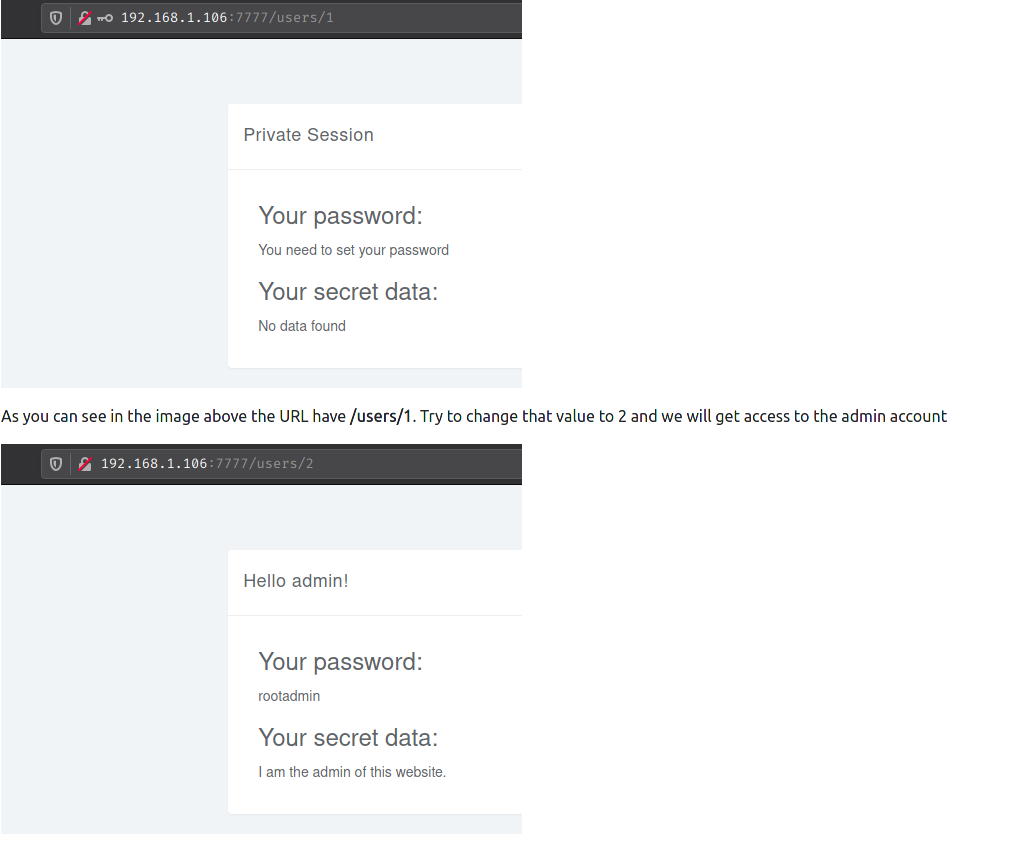 192.168.1.106:7777/users/1
Private Session
Your password:
You need to set your password
Your secret data:
No data found
As you can see in the image above the URL have /users/1. Try to change that value to 2 and we will get access to the admin account
192.168.1.106:7777/users/2
Hello admin!
Your password:
rootadmin
Your secret data:
I am the admin of this website.